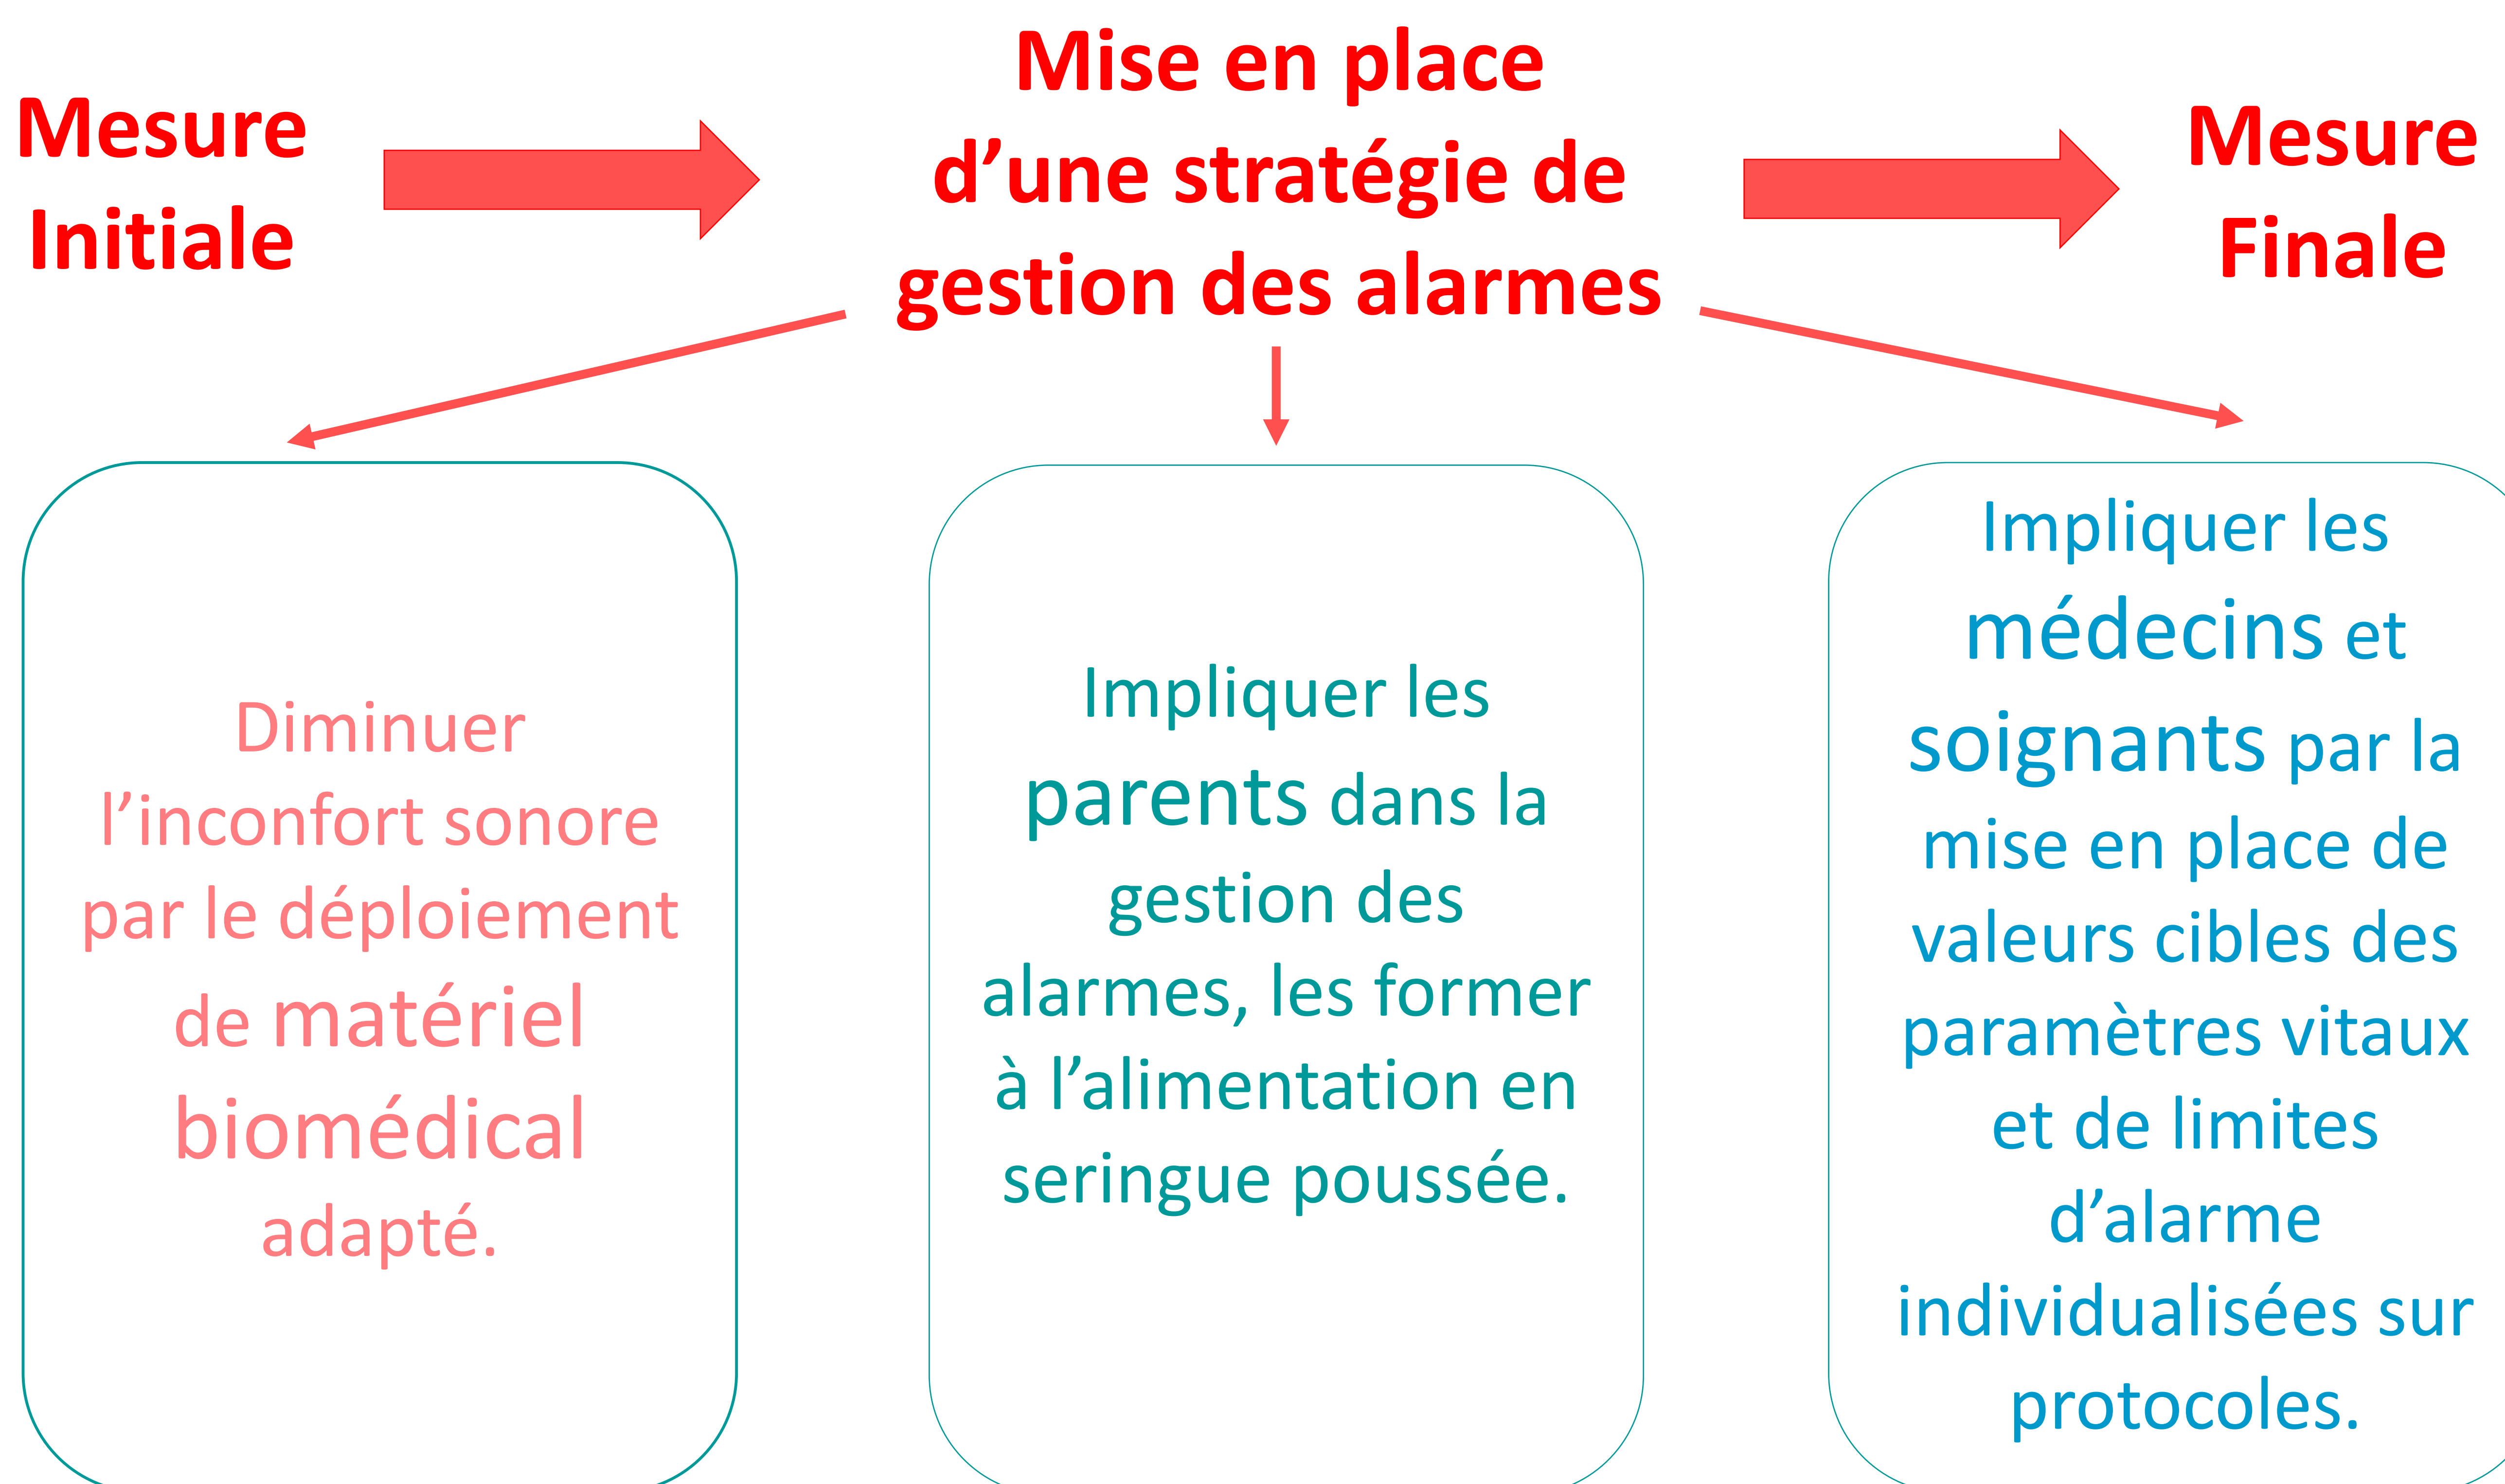 Mesure
Initiale
Mise en place
d’une stratégie de
gestion des alarmes
Mesure
Finale
Diminuer
l’inconfort sonore
par le déploiement
de matériel
biomédical
adapté.
Impliquer les
parents dans la
gestion des
alarmes, les former
à l’alimentation en
seringue poussée.
Impliquer les
médecins et
soignants par la
mise en place de
valeurs cibles des
paramètres vitaux
et de limites
d’alarme
individualisées sur
protocoles.